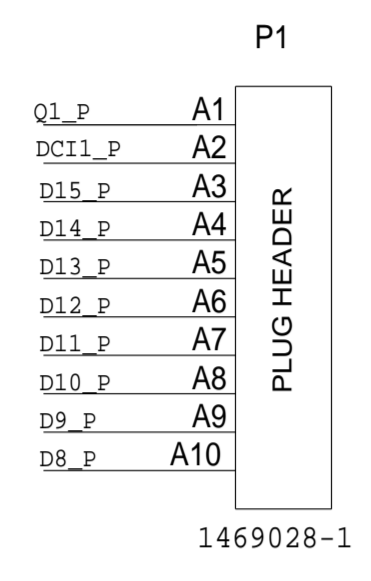 P1
Q1_P A1
DCI1_P A2
D15_P A3
D14_P A4
D13_P A5
D12_P A6
D11_P A7
D10_P A8
D9_P A9
D8_P A10
PLUG HEADER
1469028-1